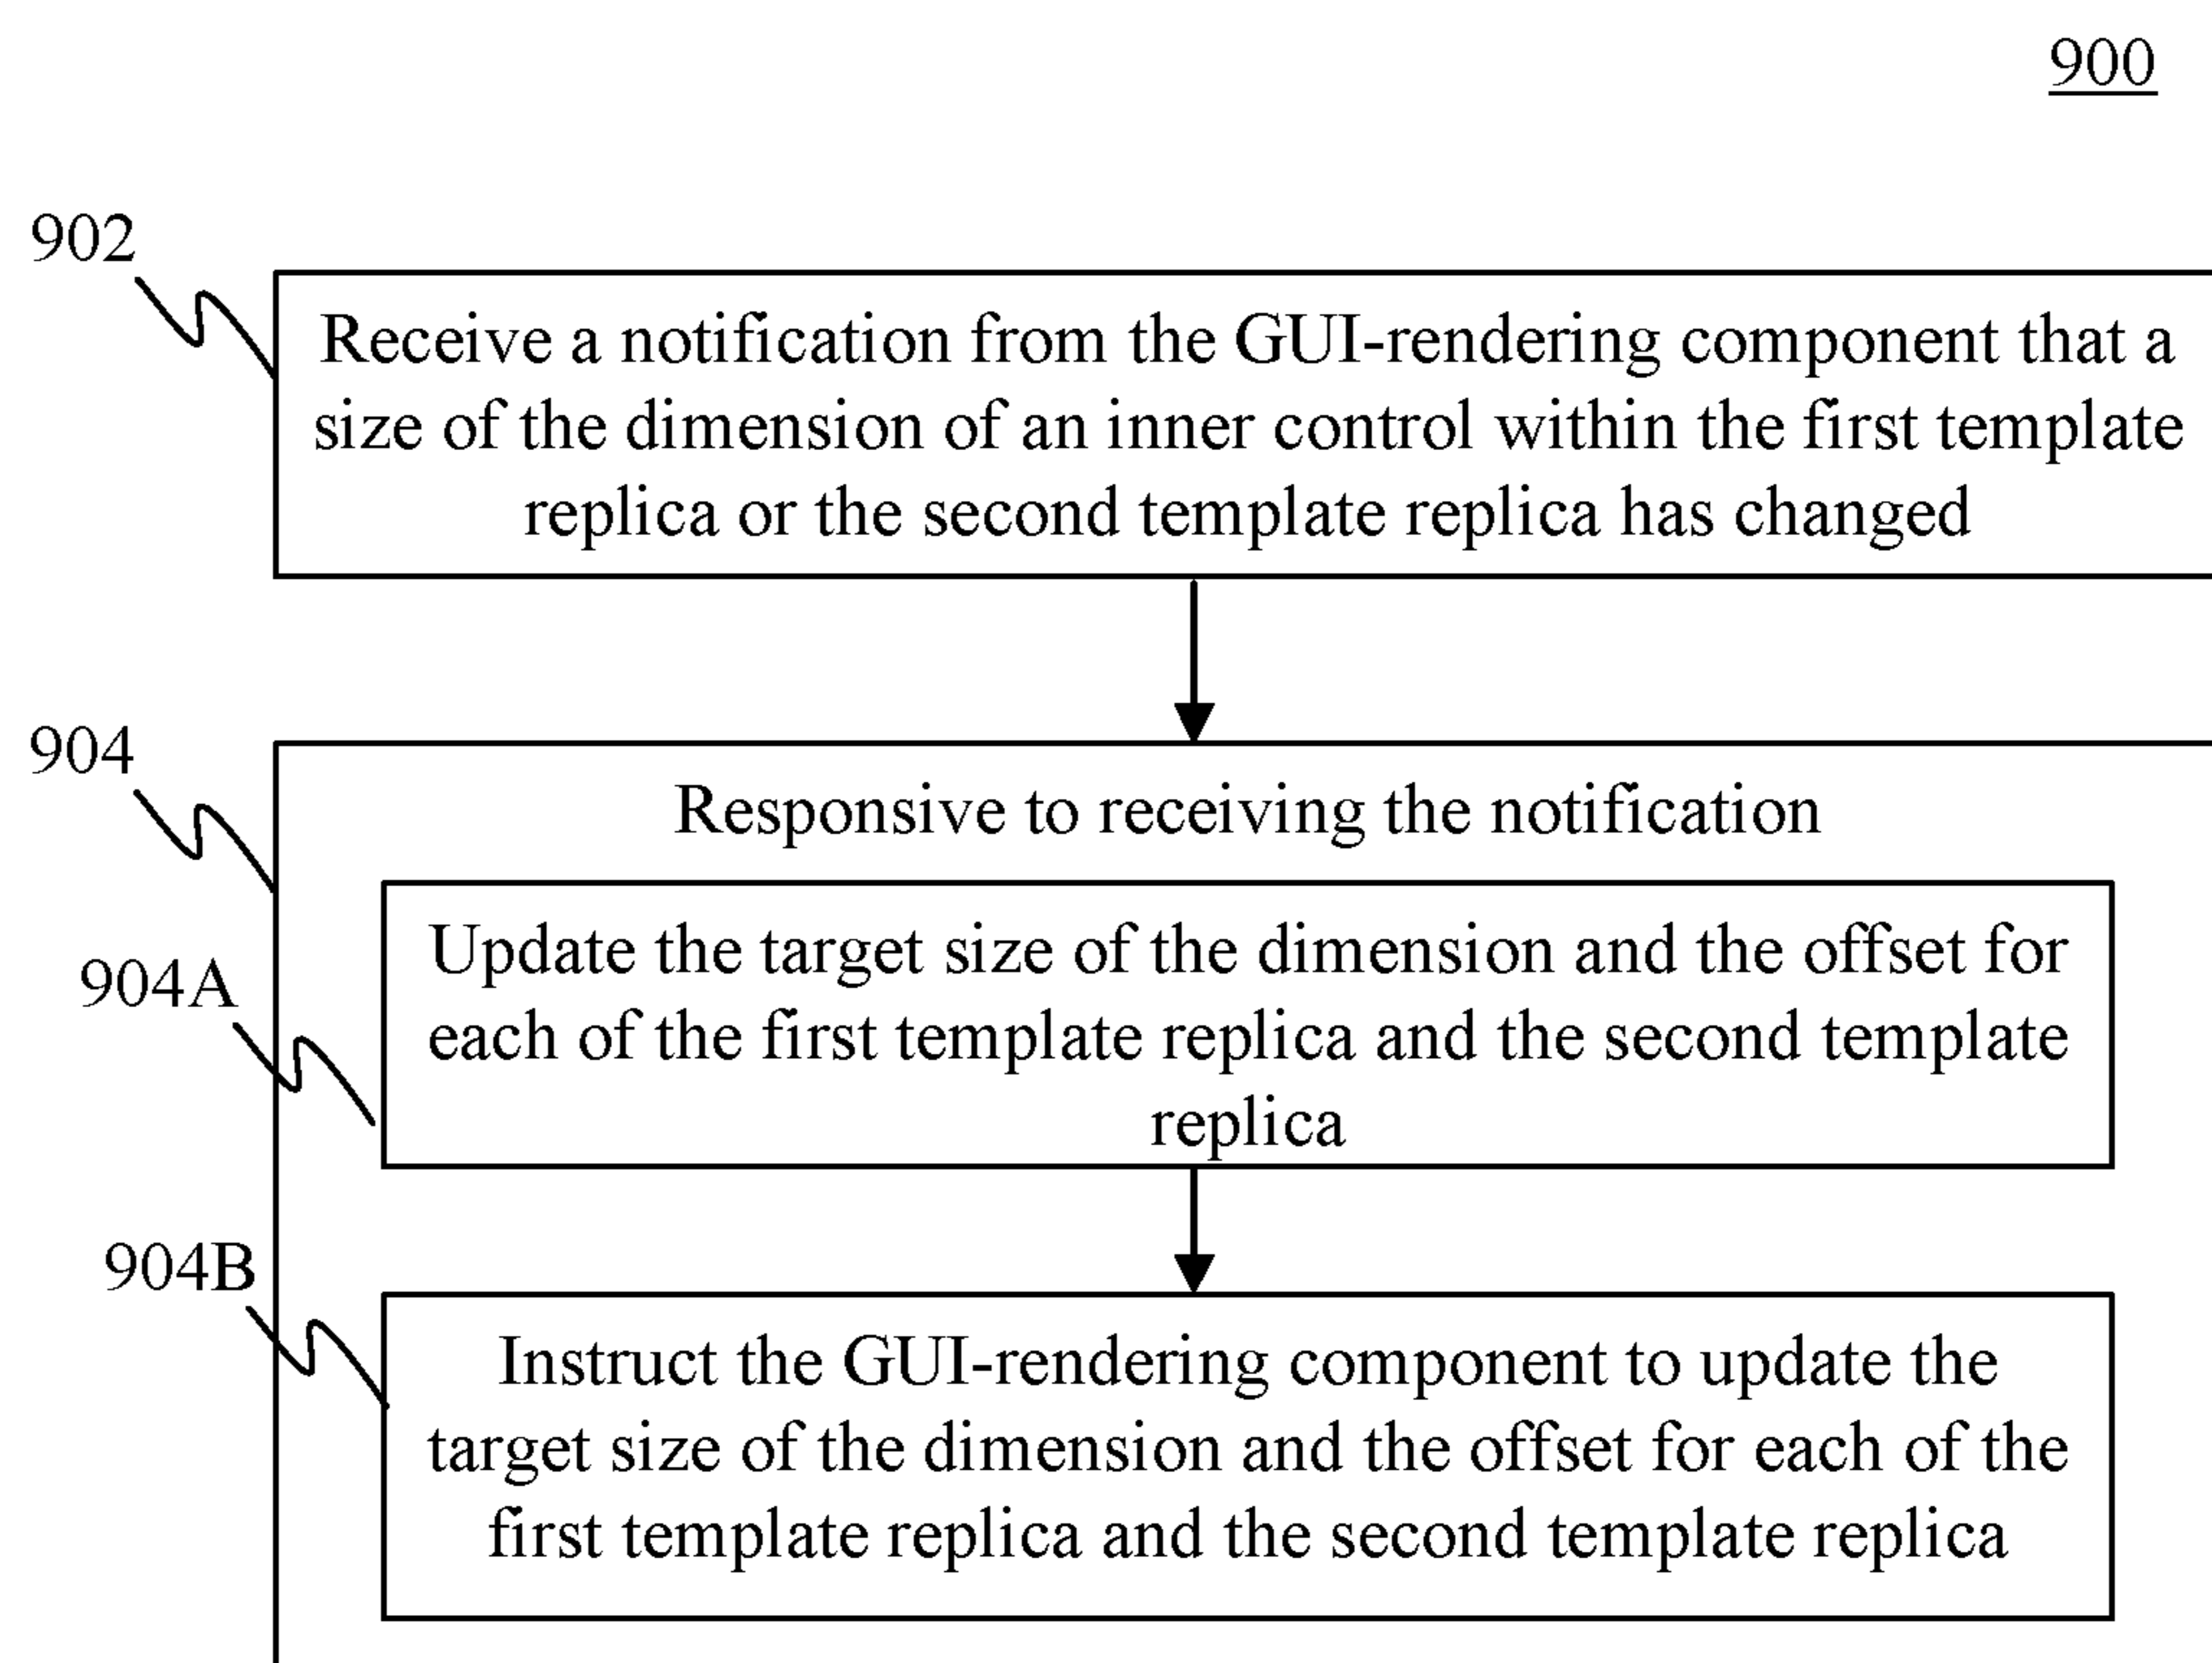 900
902
Receive a notification from the GUI-rendering component that a
size of the dimension of an inner control within the first template
replica or the second template replica has changed
904
Responsive to receiving the notification
904A
Update the target size of the dimension and the offset for
each of the first template replica and the second template
replica
904B
Instruct the GUI-rendering component to update the
target size of the dimension and the offset for each of the
first template replica and the second template replica